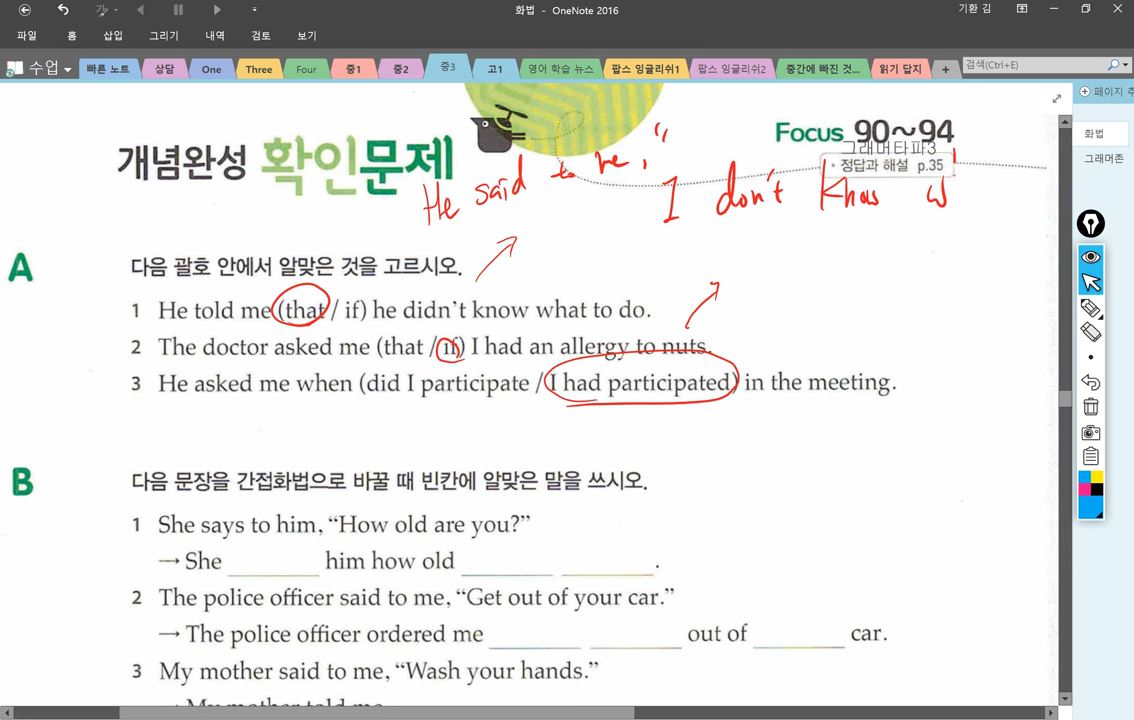 화법 - OneNote 2016
기환 김
파일 홈 삽입 그리기 내역 검토 보기
수업 빠른 노트 상담 One Three Four 중1 중2 중3 고1 영어 학습 뉴스 팝스 잉글리쉬1 팝스 잉글리쉬2 중간에 빠진 것... 읽기 답지 + 검색(Ctrl+E)
페이지 추
화법
그래머존
Focus 90~94
그래머타파3
개념완성 확인문제
• 정답과 해설 p.35
He said to me, "I don't know w
A 다음 괄호 안에서 알맞은 것을 고르시오.
1 He told me (that / if) he didn't know what to do.
2 The doctor asked me (that / if) I had an allergy to nuts.
3 He asked me when (did I participate / I had participated) in the meeting.
B 다음 문장을 간접화법으로 바꿀 때 빈칸에 알맞은 말을 쓰시오.
1 She says to him, “How old are you?”
→ She ________ him how old ________ ________.
2 The police officer said to me, “Get out of your car.”
→ The police officer ordered me ________ ________ out of ________ car.
3 My mother said to me, “Wash your hands.”
→ My mother told me